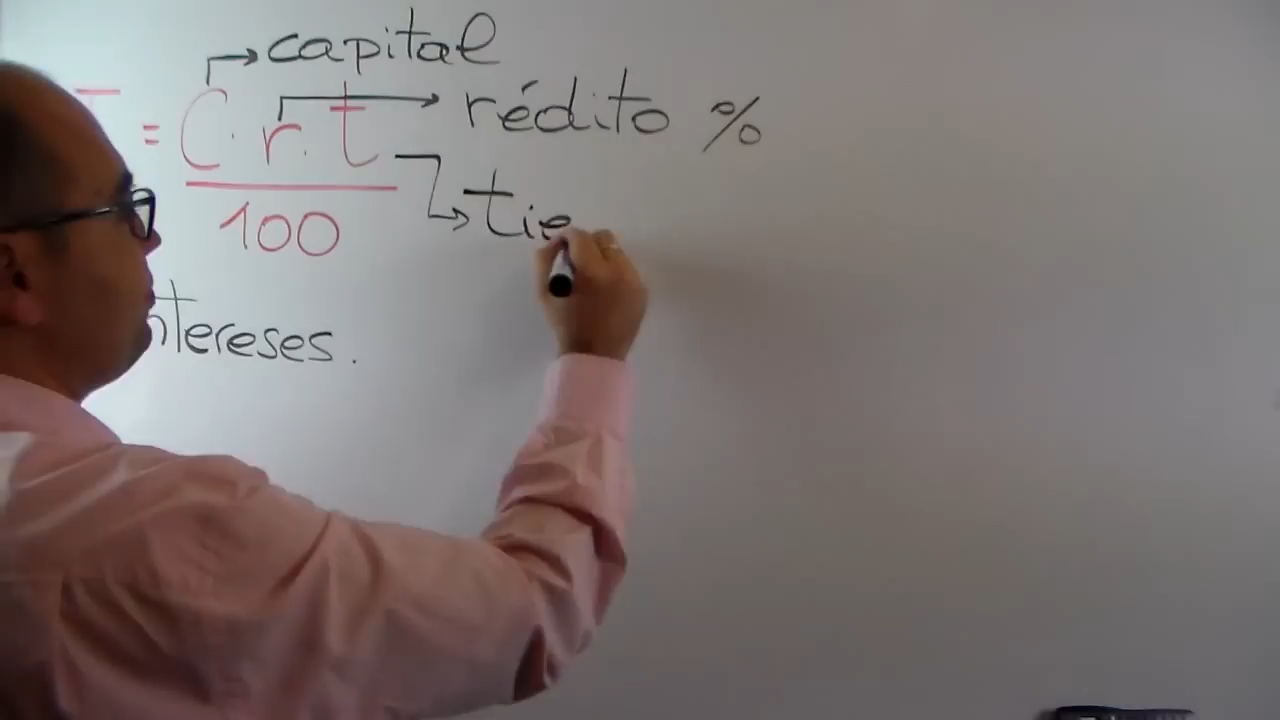 capital
I = C · r · t rédito %
100 tie
ntereses.